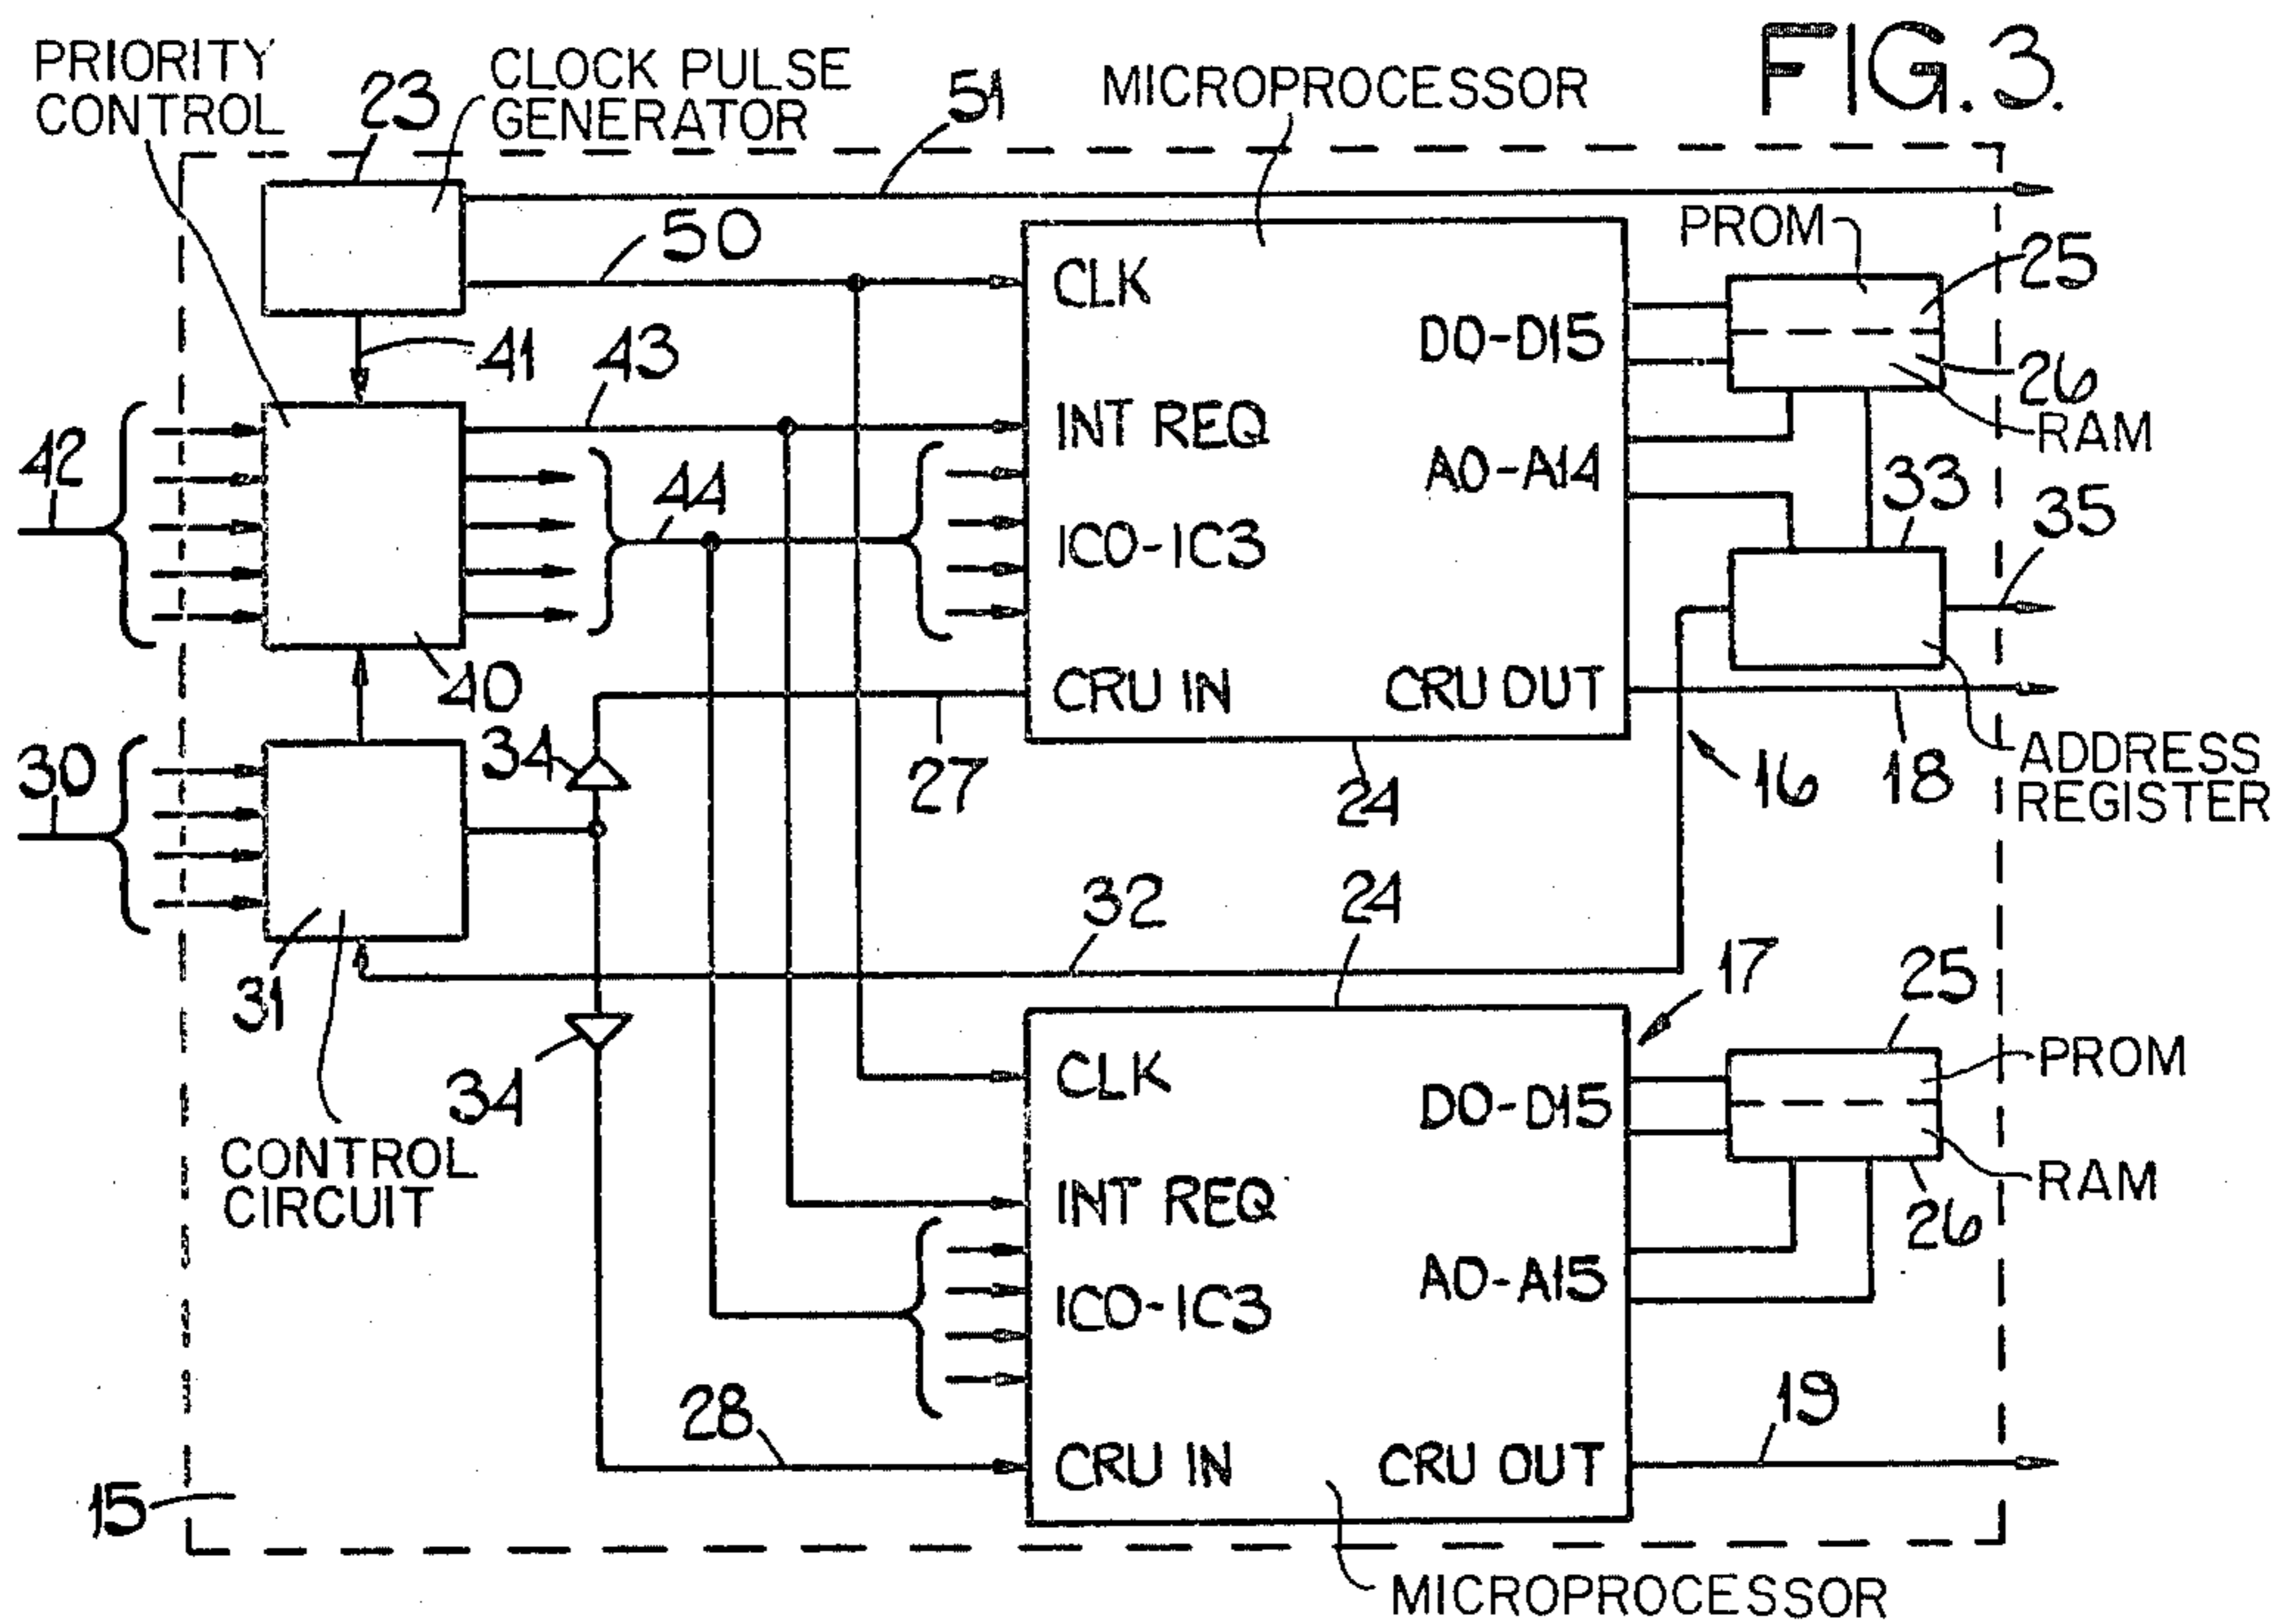 FIG. 3.
PRIORITY
CONTROL
23
CLOCK PULSE
GENERATOR
51
MICROPROCESSOR
50
41
43
42
44
40
30
31
CONTROL
CIRCUIT
34
34
27
28
32
15
CLK
INT REQ
IC0-IC3
CRU IN
D0-D15
A0-A14
CRU OUT
24
PROM
25
26
RAM
33
35
16
18
ADDRESS
REGISTER
24
17
CLK
INT REQ
IC0-IC3
CRU IN
D0-D15
A0-A15
CRU OUT
25
PROM
RAM
26
19
MICROPROCESSOR